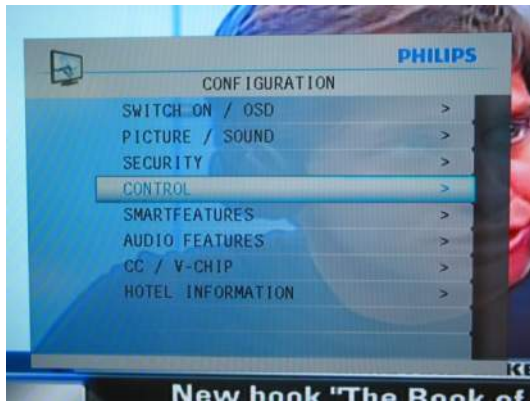 PHILIPS
CONFIGURATION
SWITCH ON / OSD >
PICTURE / SOUND >
SECURITY >
CONTROL >
SMARTFEATURES >
AUDIO FEATURES >
CC / V-CHIP >
HOTEL INFORMATION >
KE
New book "The Book of